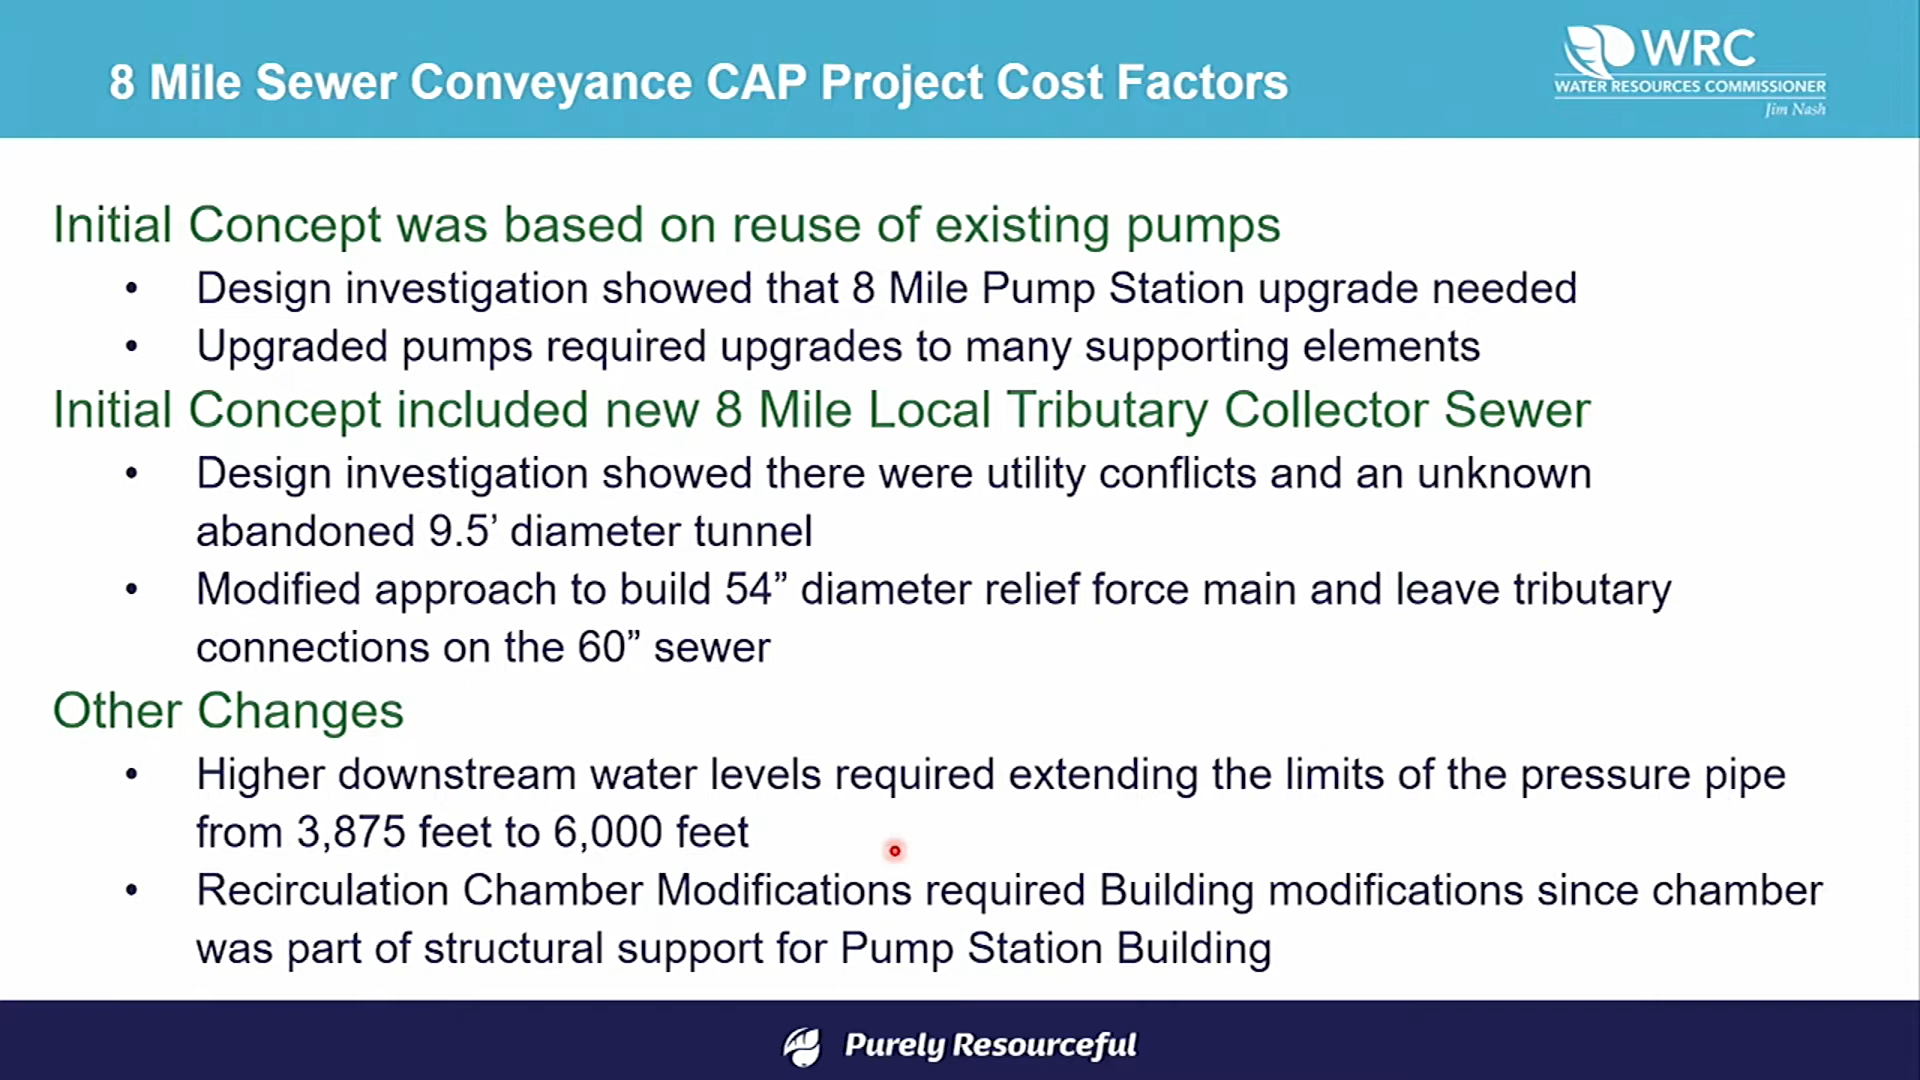 8 Mile Sewer Conveyance CAP Project Cost Factors
WRC
WATER RESOURCES COMMISSIONER
Jim Nash
Initial Concept was based on reuse of existing pumps
• Design investigation showed that 8 Mile Pump Station upgrade needed
• Upgraded pumps required upgrades to many supporting elements
Initial Concept included new 8 Mile Local Tributary Collector Sewer
• Design investigation showed there were utility conflicts and an unknown
abandoned 9.5’ diameter tunnel
• Modified approach to build 54” diameter relief force main and leave tributary
connections on the 60” sewer
Other Changes
• Higher downstream water levels required extending the limits of the pressure pipe
from 3,875 feet to 6,000 feet
• Recirculation Chamber Modifications required Building modifications since chamber
was part of structural support for Pump Station Building
Purely Resourceful